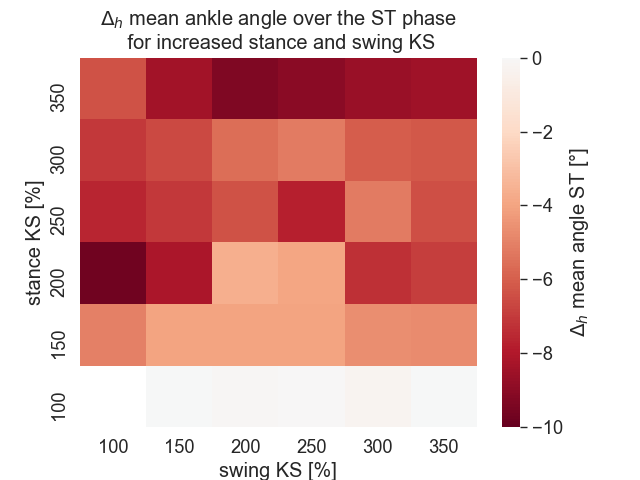 Δh mean ankle angle over the ST phase
for increased stance and swing KS
350
300
250
200
150
100
stance KS [%]
100 150 200 250 300 350
swing KS [%]
0
−2
−4
−6
−8
−10
Δh mean angle ST [°]